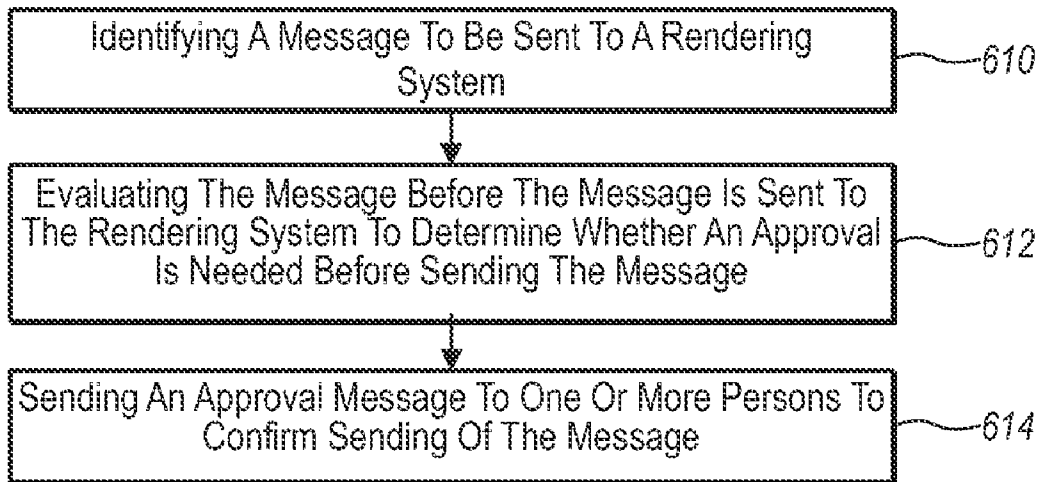 Identifying A Message To Be Sent To A Rendering
System
610
Evaluating The Message Before The Message Is Sent To
The Rendering System To Determine Whether An Approval
Is Needed Before Sending The Message
612
Sending An Approval Message To One Or More Persons To
Confirm Sending Of The Message
614